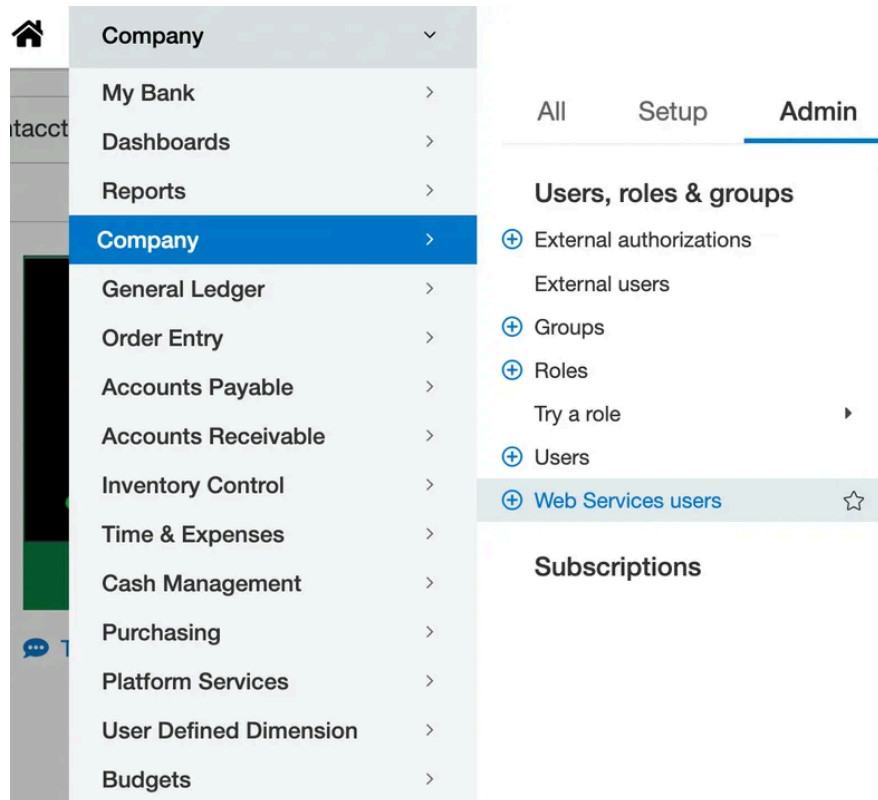 Company
My Bank
Dashboards
Reports
Company
General Ledger
Order Entry
Accounts Payable
Accounts Receivable
Inventory Control
Time & Expenses
Cash Management
Purchasing
Platform Services
User Defined Dimension
Budgets
All Setup Admin
Users, roles & groups
External authorizations
External users
Groups
Roles
Try a role
Users
Web Services users
Subscriptions